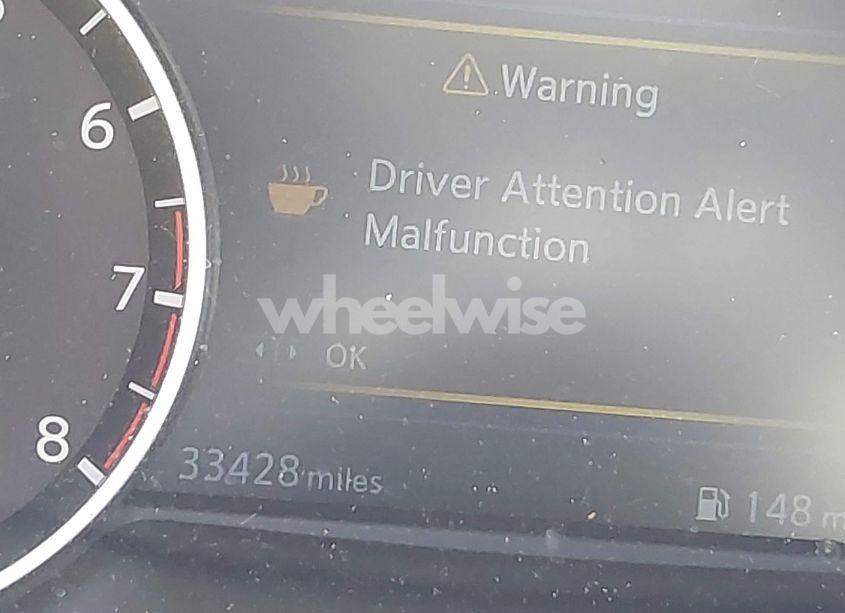 6
Warning
Driver Attention Alert
Malfunction
7
wheelwise
OK
8
33428 miles
148 m